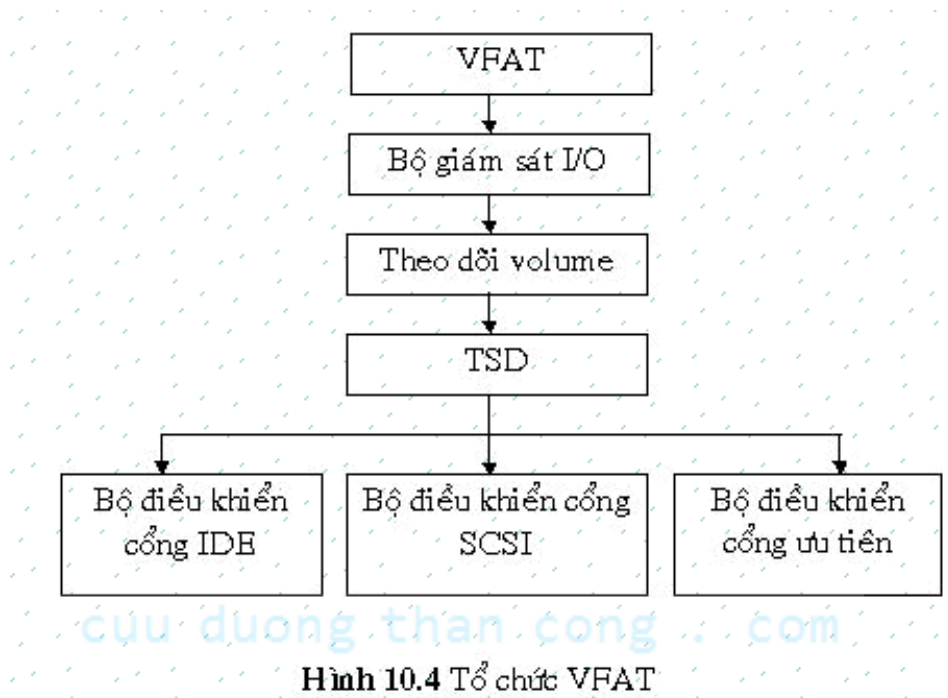 VFAT
Bộ giám sát I/O
Theo dõi volume
TSD
Bộ điều khiển
cổng IDE
Bộ điều khiển cổng
SCSI
Bộ điều khiển
cổng ưu tiên
cuu duong than cong . com
Hình 10.4 Tổ chức VFAT